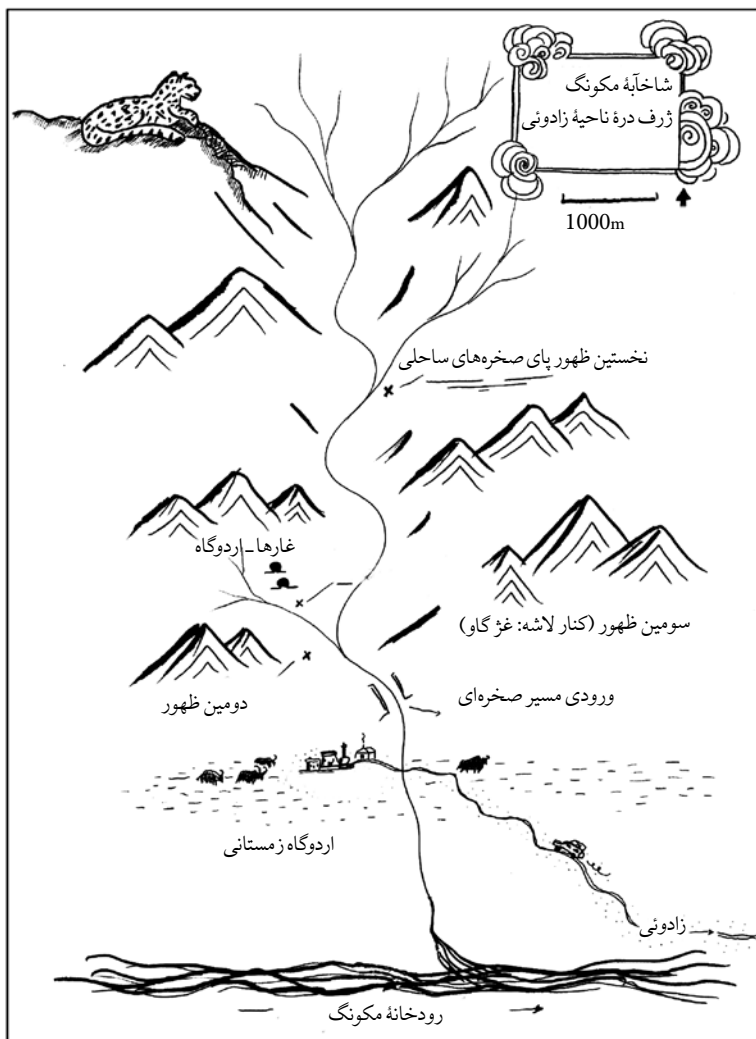 شاخآبهٔ مکونگ
ژرف درهٔ ناحیهٔ زادوئی
1000m
نخستین ظهور پای صخره‌های ساحلی
غارها ـ اردوگاه
سومین ظهور (کنار لاشه: غژگاو)
ورودی مسیر صخره‌ای
دومین ظهور
اردوگاه زمستانی
زادوئی
رودخانهٔ مکونگ